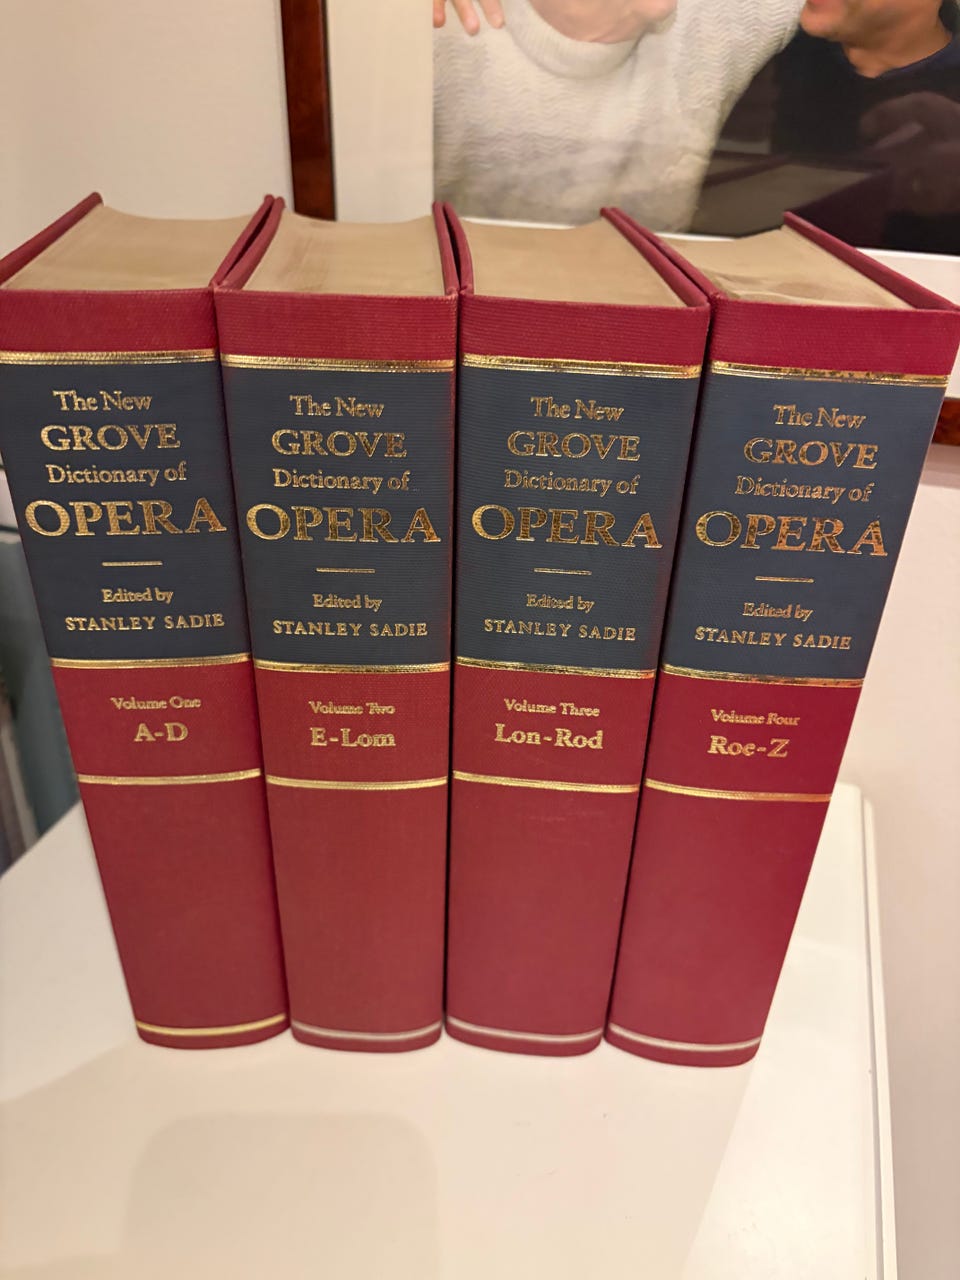 The New
GROVE
Dictionary of
OPERA
Edited by
STANLEY SADIE
Volume One
A-D
The New
GROVE
Dictionary of
OPERA
Edited by
STANLEY SADIE
Volume Two
E-Lom
The New
GROVE
Dictionary of
OPERA
Edited by
STANLEY SADIE
Volume Three
Lon-Rod
The New
GROVE
Dictionary of
OPERA
Edited by
STANLEY SADIE
Volume Four
Roe-Z